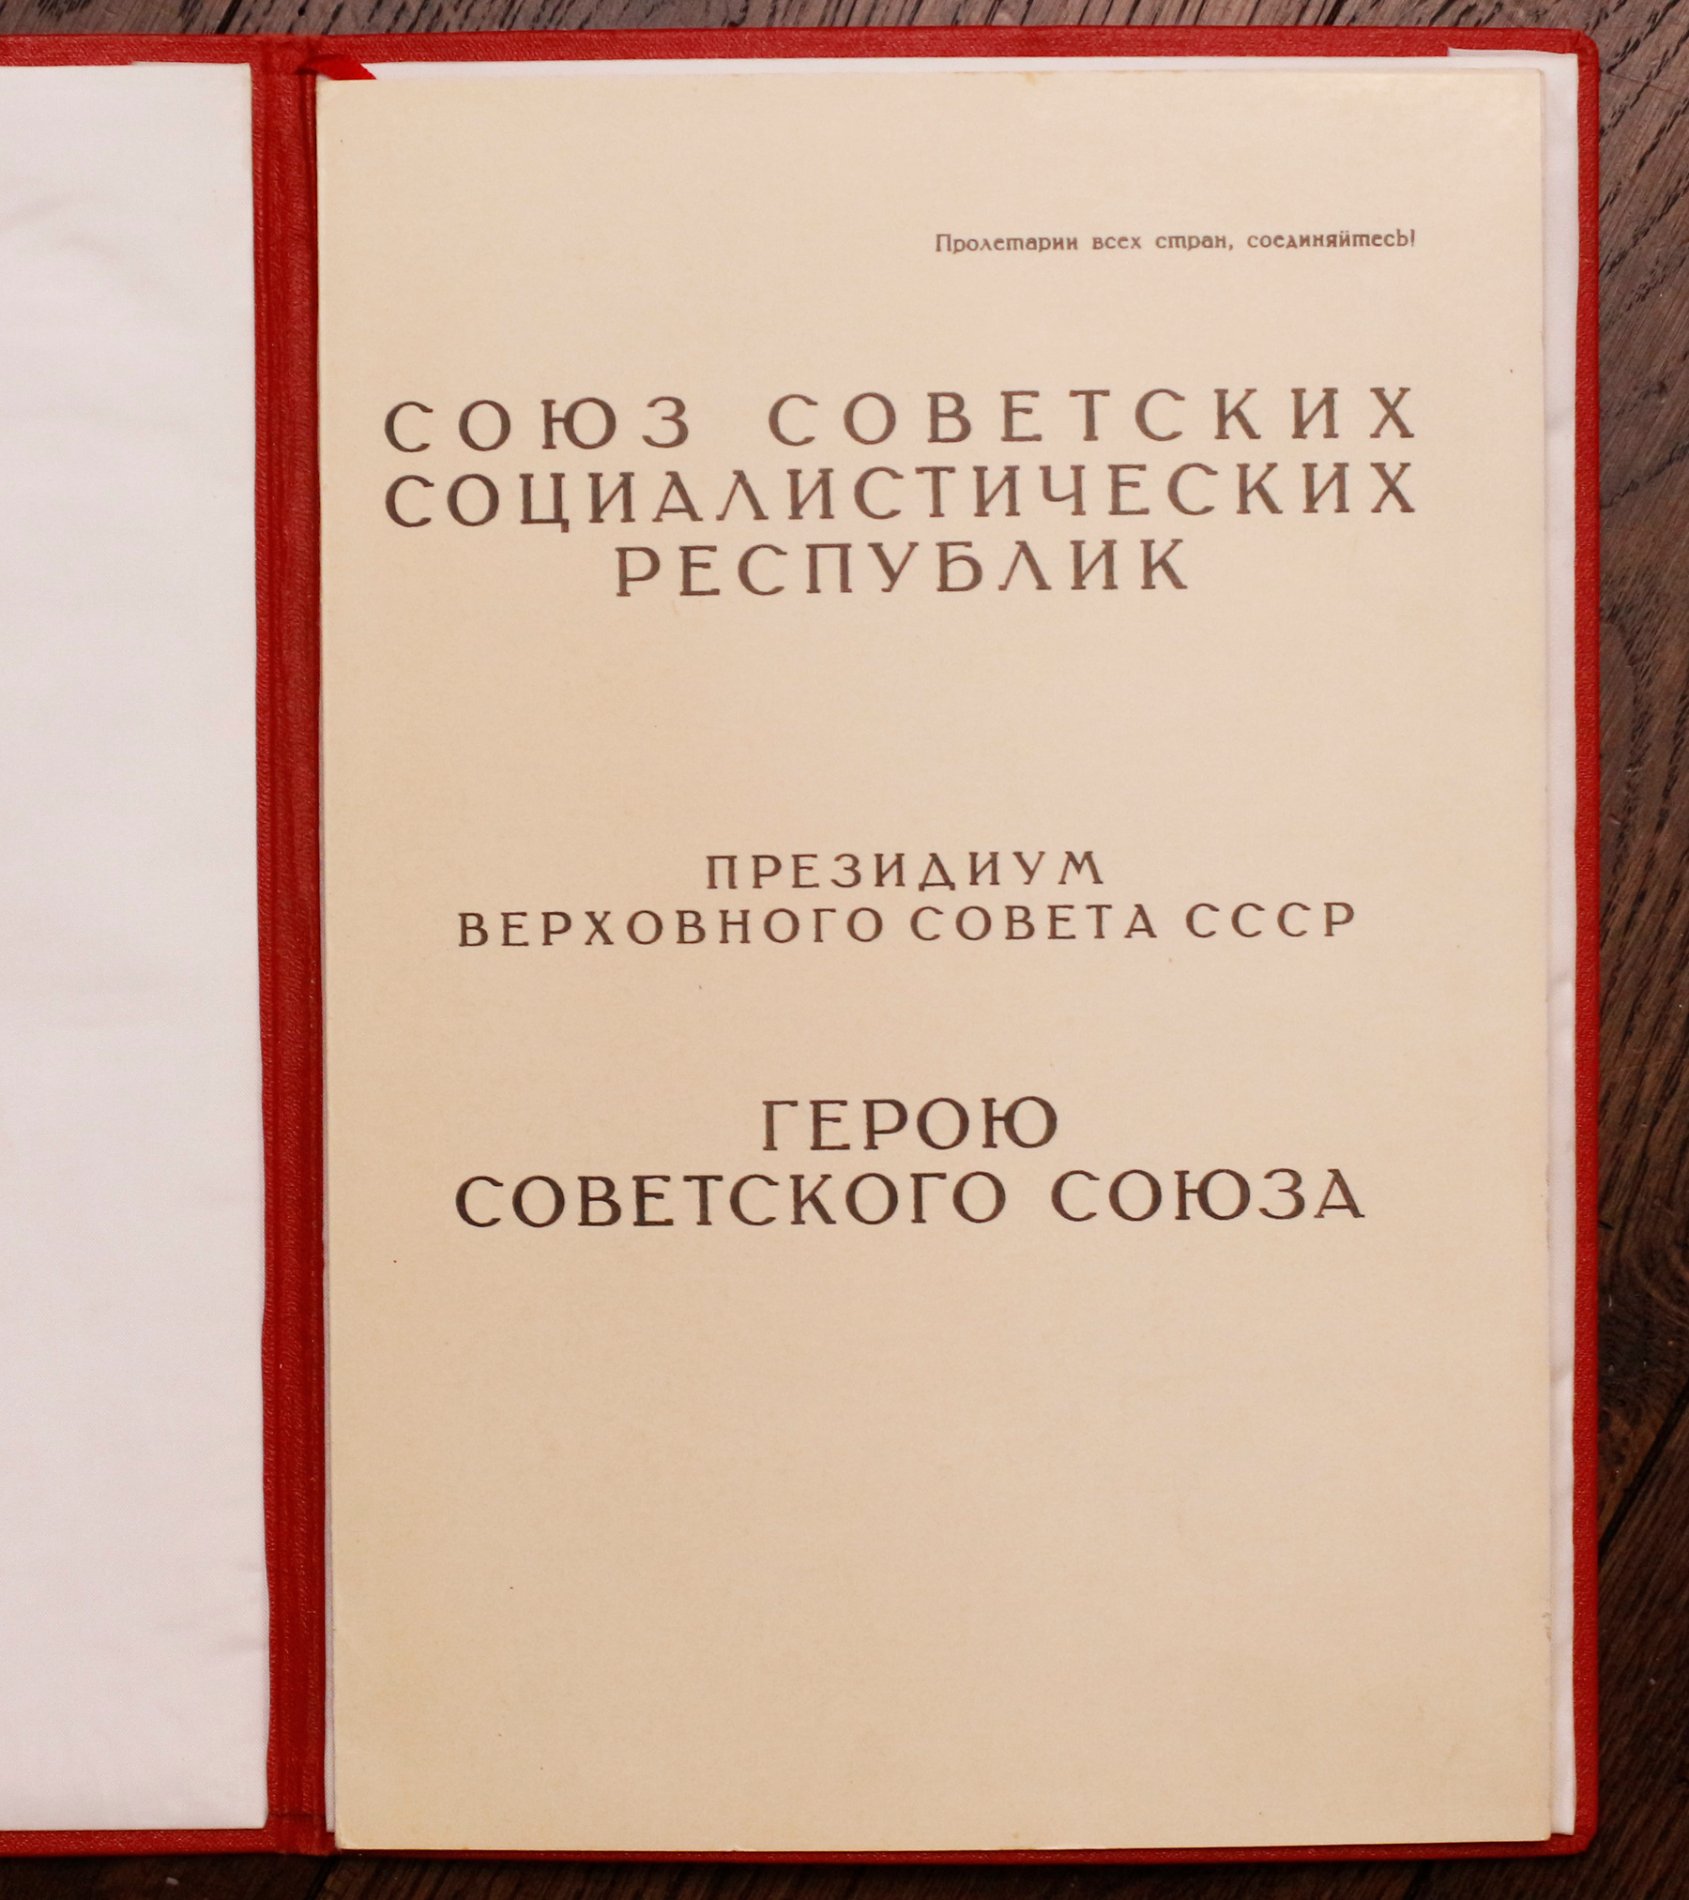 Пролетарии всех стран, соединяйтесь!
СОЮЗ СОВЕТСКИХ
СОЦИАЛИСТИЧЕСКИХ
РЕСПУБЛИК
ПРЕЗИДИУМ
ВЕРХОВНОГО СОВЕТА СССР
ГЕРОЮ
СОВЕТСКОГО СОЮЗА